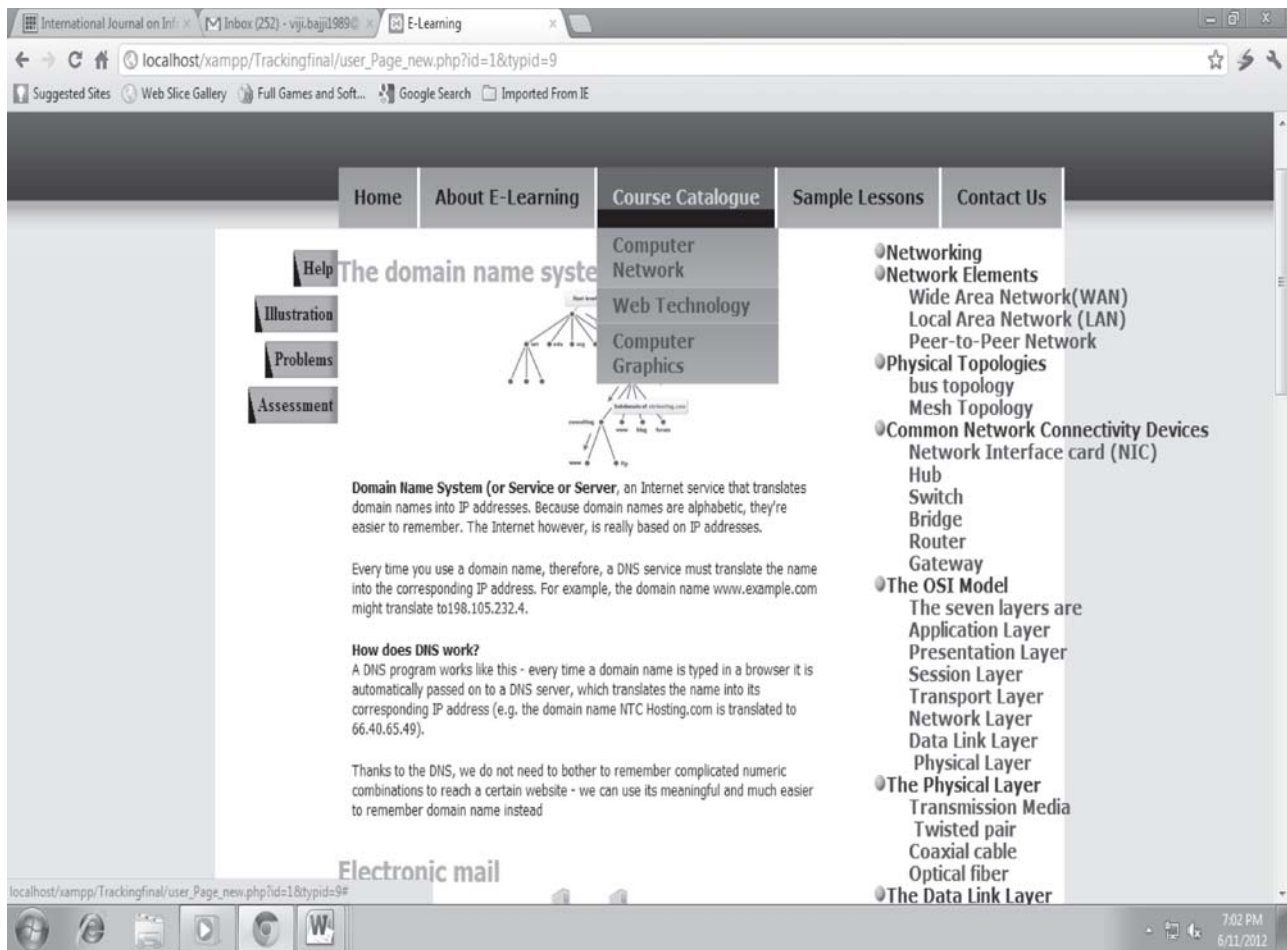 International Journal on Inf
Inbox (252) - viji.bajji1989@
E-Learning
localhost/xampp/Trackingfinal/user_Page_new.php?id=1&typid=9
Suggested Sites
Web Slice Gallery
Full Games and Soft...
Google Search
Imported From IE
Home
About E-Learning
Course Catalogue
Sample Lessons
Contact Us
Computer
Network
Web Technology
Computer
Graphics
Help
Illustration
Problems
Assessment
The domain name syste
Root level
org
consulting
www blog forum
www ftp
Domain Name System (or Service or Server, an Internet service that translates
domain names into IP addresses. Because domain names are alphabetic, they're
easier to remember. The Internet however, is really based on IP addresses.
Every time you use a domain name, therefore, a DNS service must translate the name
into the corresponding IP address. For example, the domain name www.example.com
might translate to198.105.232.4.
How does DNS work?
A DNS program works like this - every time a domain name is typed in a browser it is
automatically passed on to a DNS server, which translates the name into its
corresponding IP address (e.g. the domain name NTC Hosting.com is translated to
66.40.65.49).
Thanks to the DNS, we do not need to bother to remember complicated numeric
combinations to reach a certain website - we can use its meaningful and much easier
to remember domain name instead
Electronic mail
Networking
Network Elements
Wide Area Network(WAN)
Local Area Network (LAN)
Peer-to-Peer Network
Physical Topologies
bus topology
Mesh Topology
Common Network Connectivity Devices
Network Interface card (NIC)
Hub
Switch
Bridge
Router
Gateway
The OSI Model
The seven layers are
Application Layer
Presentation Layer
Session Layer
Transport Layer
Network Layer
Data Link Layer
Physical Layer
The Physical Layer
Transmission Media
Twisted pair
Coaxial cable
Optical fiber
The Data Link Layer
localhost/xampp/Trackingfinal/user_Page_new.php?id=1&typid=9#
7:02 PM
6/11/2012